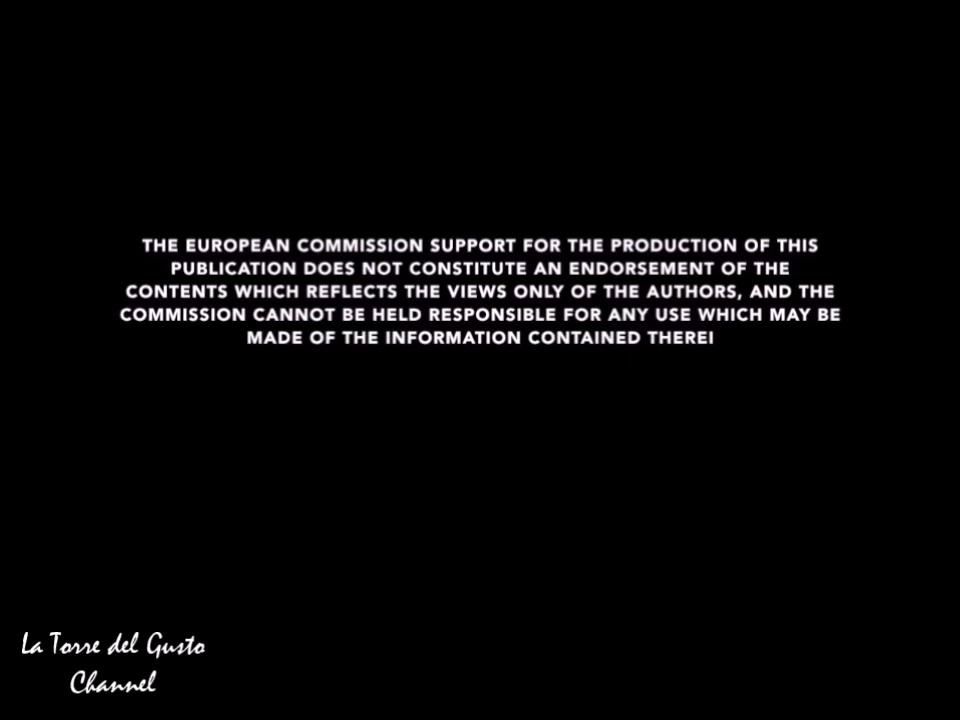 THE EUROPEAN COMMISSION SUPPORT FOR THE PRODUCTION OF THIS
PUBLICATION DOES NOT CONSTITUTE AN ENDORSEMENT OF THE
CONTENTS WHICH REFLECTS THE VIEWS ONLY OF THE AUTHORS, AND THE
COMMISSION CANNOT BE HELD RESPONSIBLE FOR ANY USE WHICH MAY BE
MADE OF THE INFORMATION CONTAINED THEREI
La Torre del Gusto
Channel